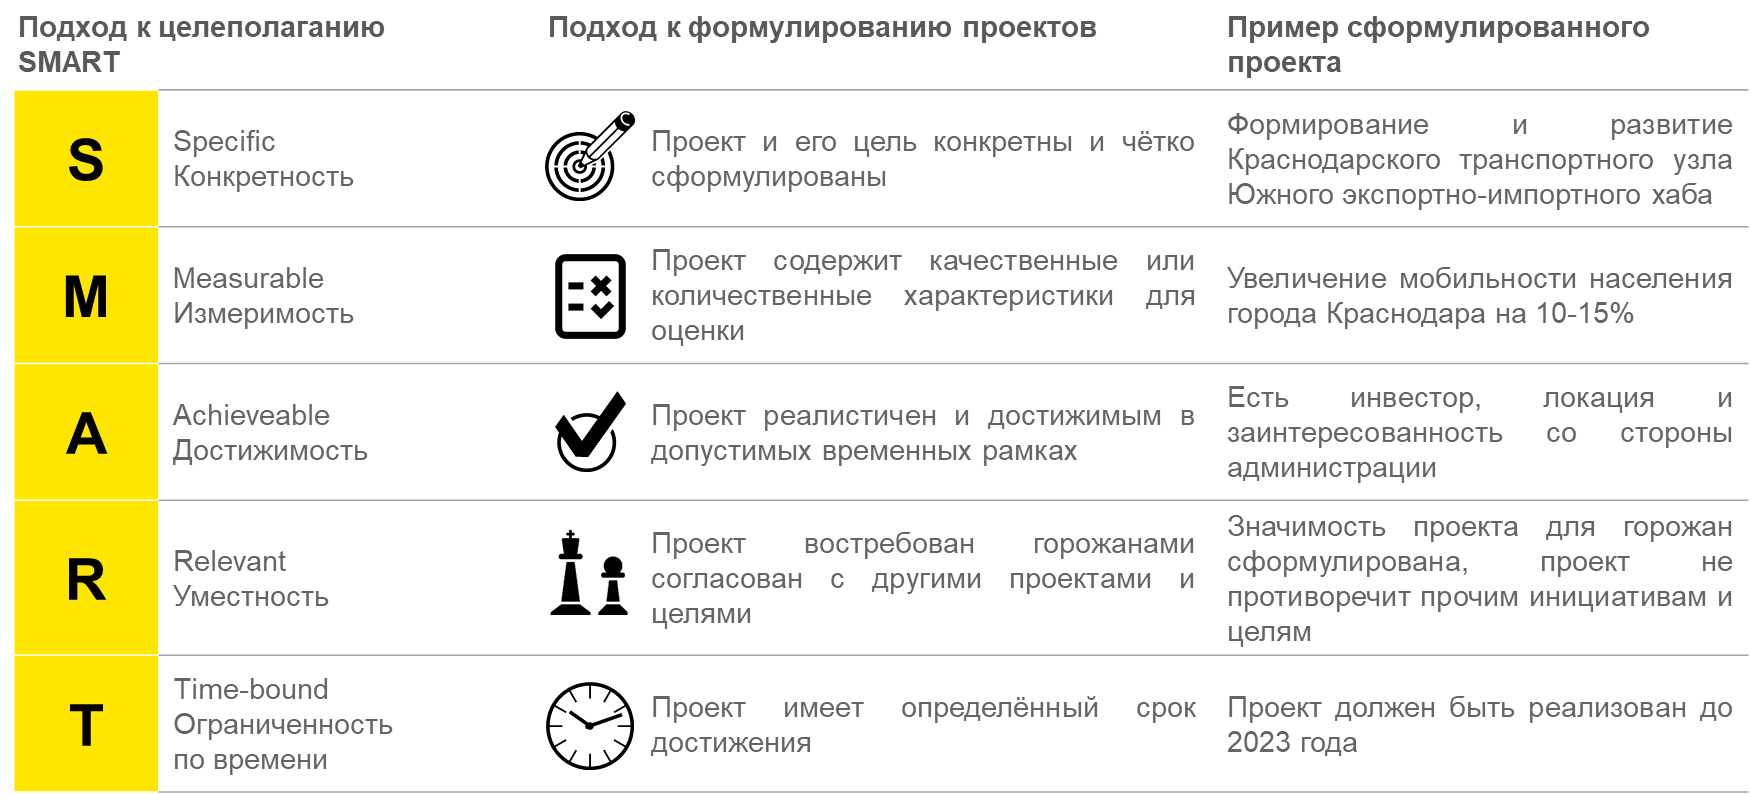 Подход к целеполаганию
SMART
Подход к формулированию проектов
Пример сформулированного
проекта
S
Specific
Конкретность
Проект и его цель конкретны и чётко
сформулированы
Формирование и развитие
Краснодарского транспортного узла
Южного экспортно-импортного хаба
M
Measurable
Измеримость
Проект содержит качественные или
количественные характеристики для
оценки
Увеличение мобильности населения
города Краснодара на 10-15%
A
Achieveable
Достижимость
Проект реалистичен и достижимым в
допустимых временных рамках
Есть инвестор, локация и
заинтересованность со стороны
администрации
R
Relevant
Уместность
Проект востребован горожанами
согласован с другими проектами и
целями
Значимость проекта для горожан
сформулирована, проект не
противоречит прочим инициативам и
целям
T
Time-bound
Ограниченность
по времени
Проект имеет определённый срок
достижения
Проект должен быть реализован до
2023 года